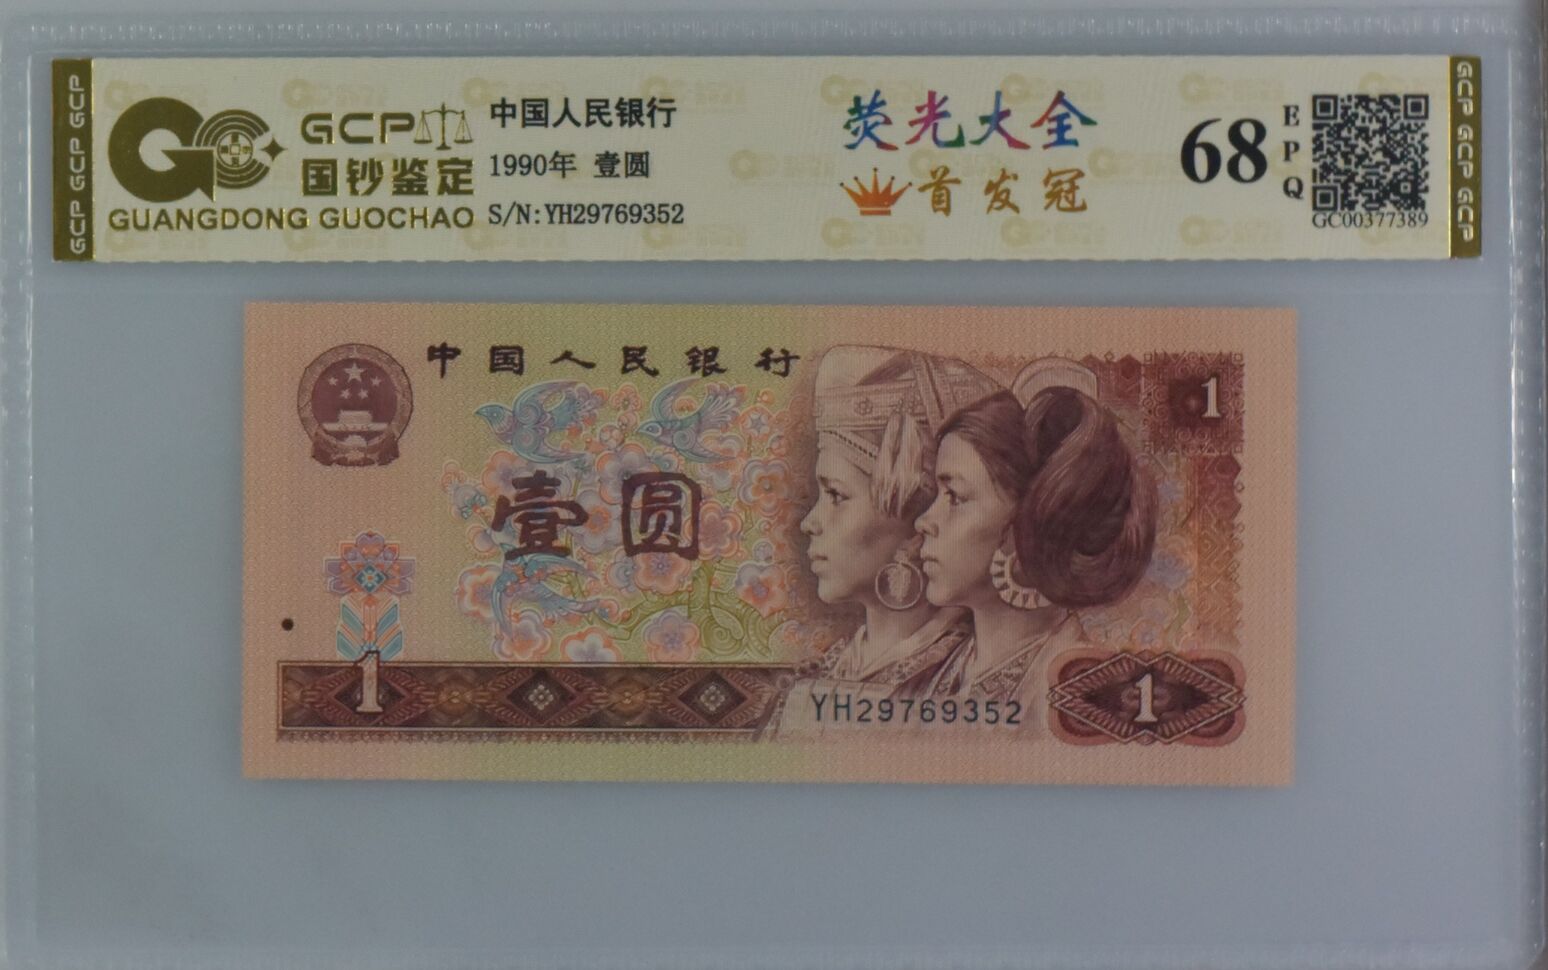 GCP GCP GCP
GCP
国钞鉴定
GUANGDONG GUOCHAO
中国人民银行
1990年 壹圆
S/N:YH29769352
荧光大全
首发冠
68
EPQ
GC00377389
GCP GCP GCP
中国人民银行
1
壹圆
1
YH29769352
1